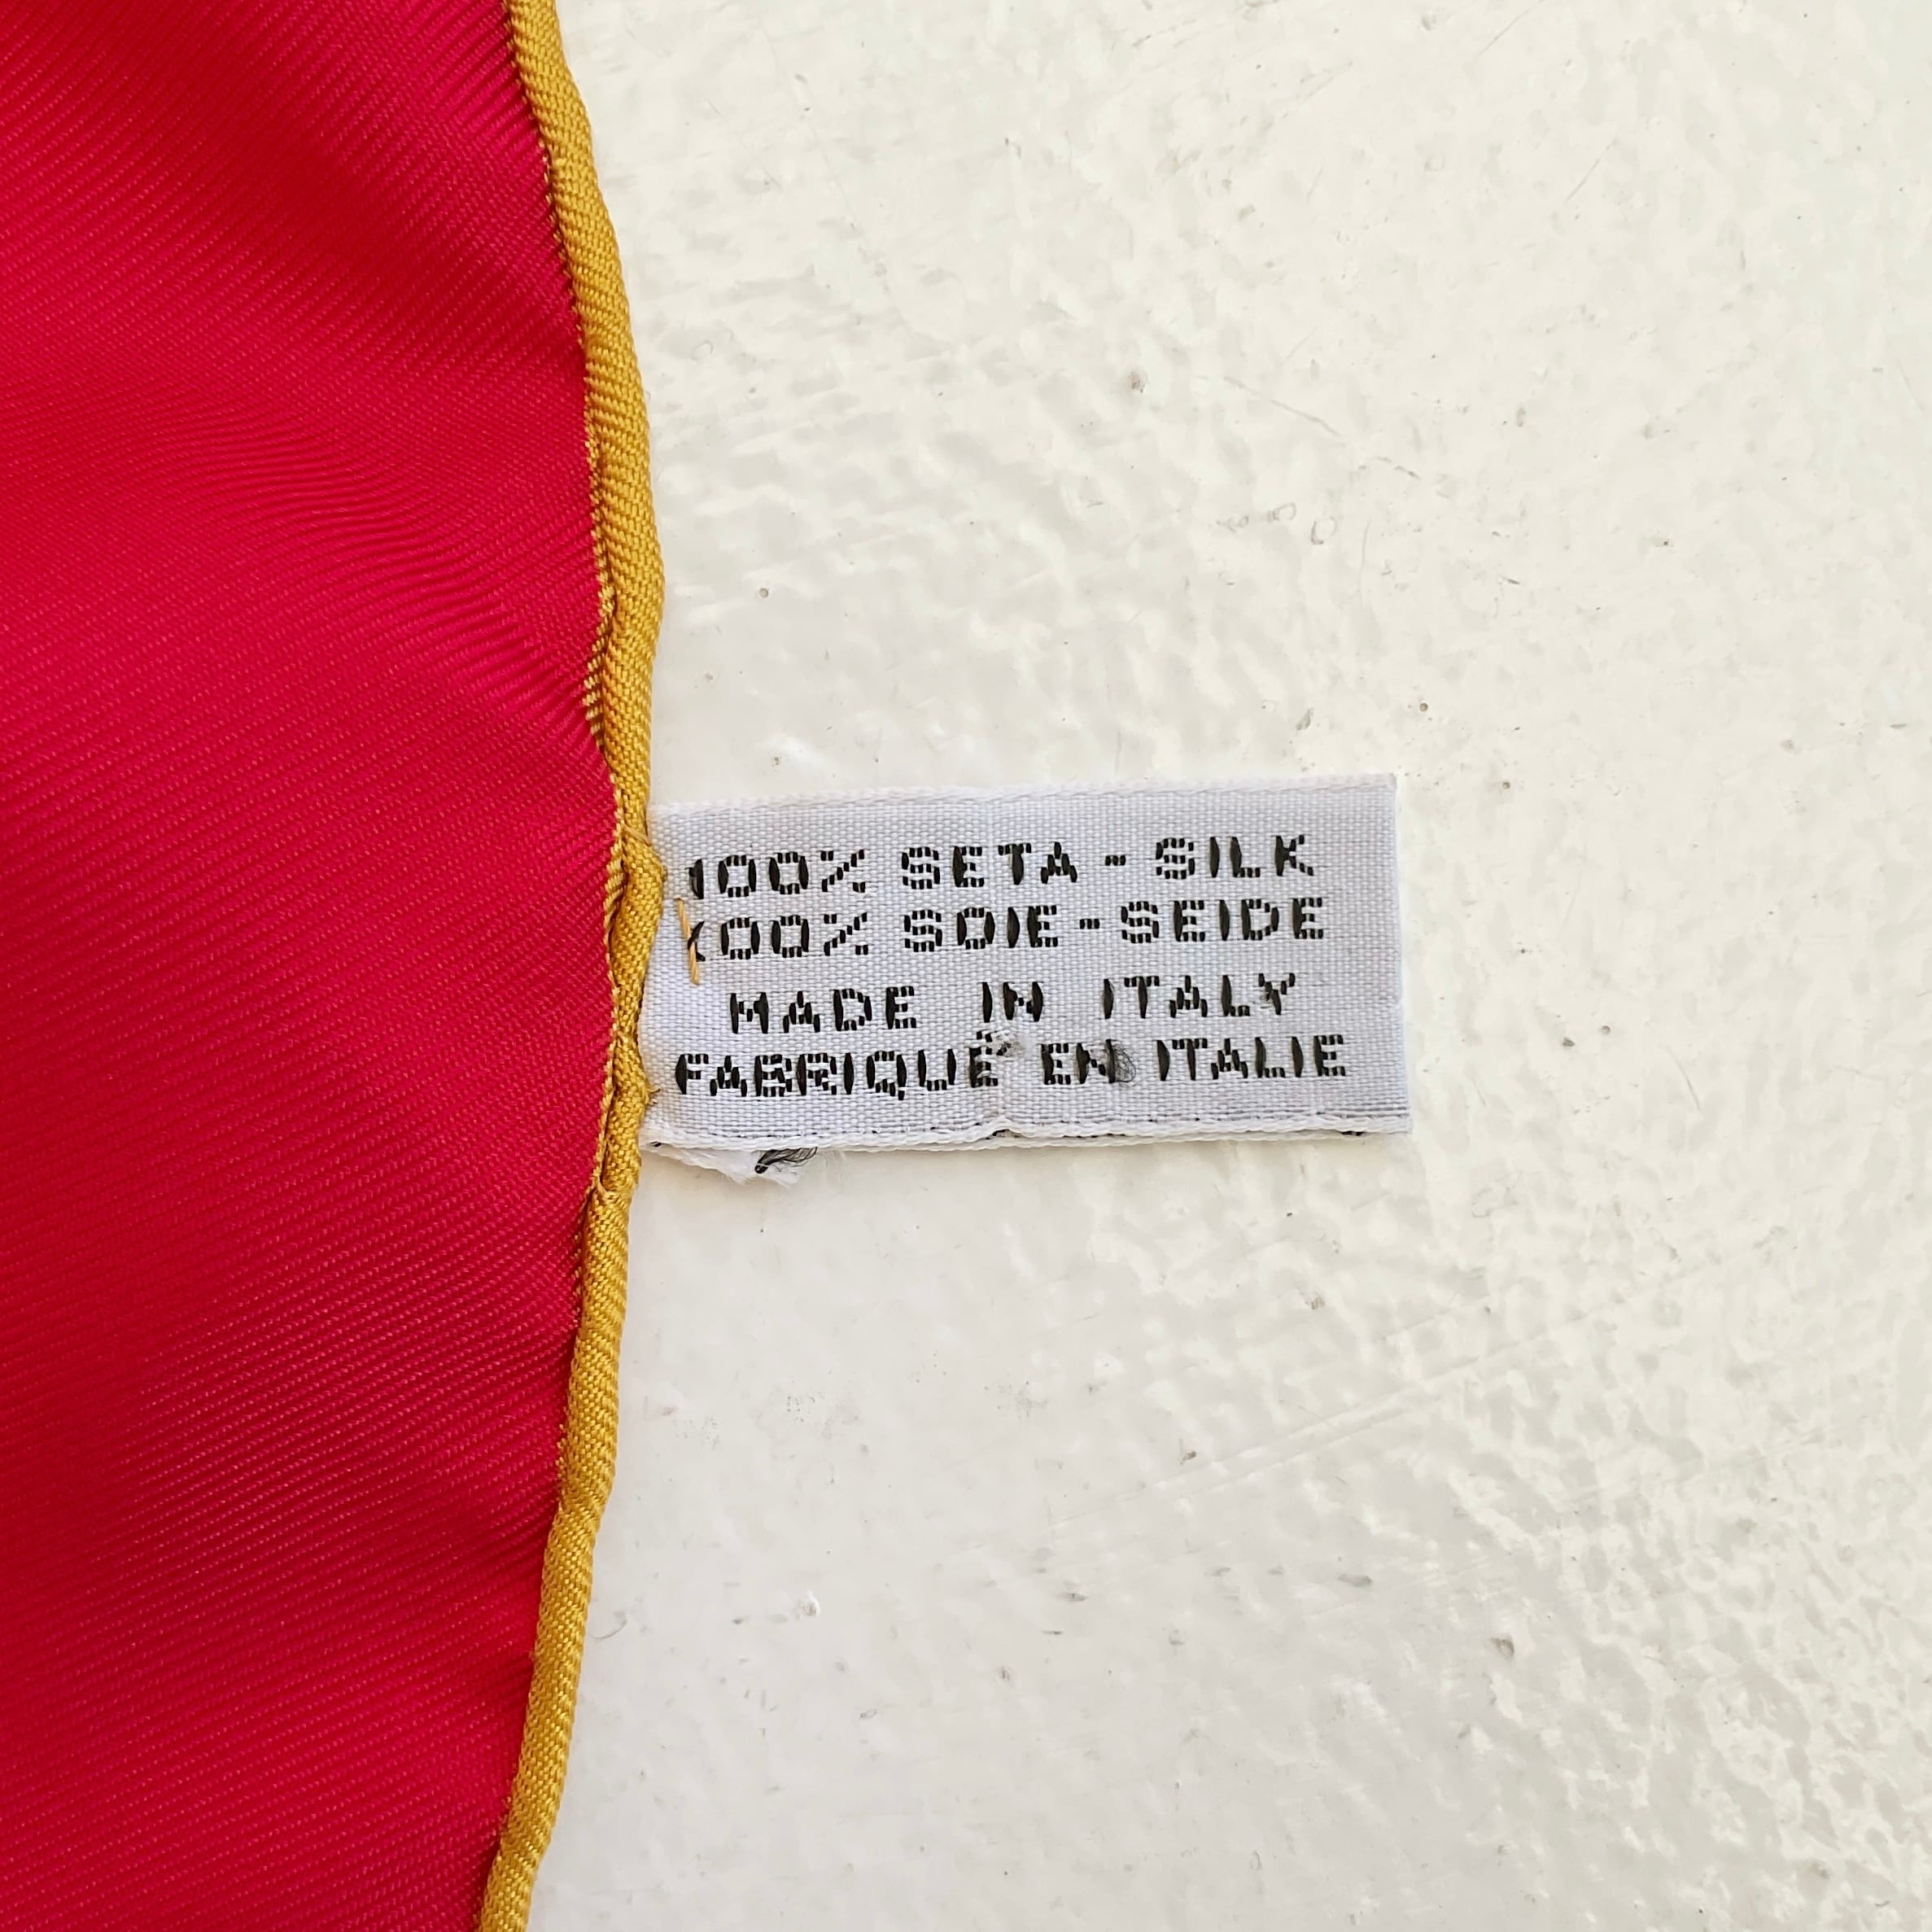 100% SETA - SILK
100% SOIE - SEIDE
MADE IN ITALY
FABRIQUÉ EN ITALIE